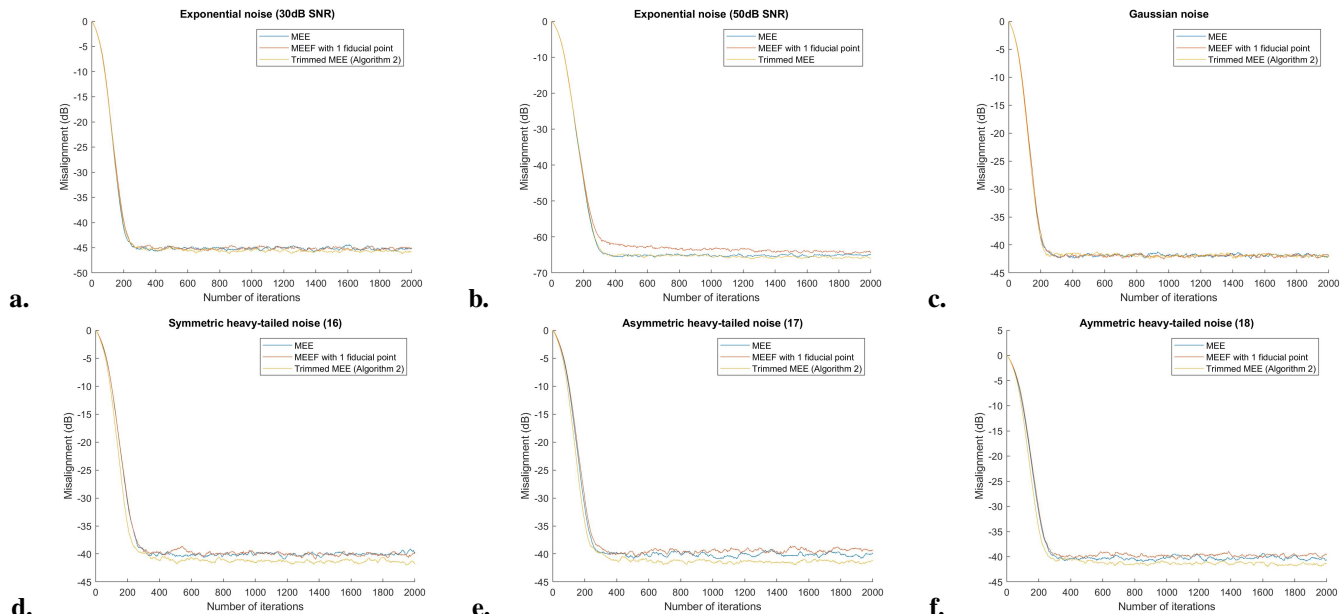 Exponential noise (30dB SNR)
MEE
MEEF with 1 fiducial point
Trimmed MEE (Algorithm 2)
Misalignment (dB)
0
-5
-10
-15
-20
-25
-30
-35
-40
-45
-50
0 200 400 600 800 1000 1200 1400 1600 1800 2000
Number of iterations
a.
Exponential noise (50dB SNR)
MEE
MEEF with 1 fiducial point
Trimmed MEE
Misalignment (dB)
0
-10
-20
-30
-40
-50
-60
-70
0 200 400 600 800 1000 1200 1400 1600 1800 2000
Number of iterations
b.
Gaussian noise
MEE
MEEF with 1 fiducial point
Trimmed MEE (Algorithm 2)
Misalignment (dB)
0
-5
-10
-15
-20
-25
-30
-35
-40
-45
0 200 400 600 800 1000 1200 1400 1600 1800 2000
Number of iterations
c.
Symmetric heavy-tailed noise (16)
MEE
MEEF with 1 fiducial point
Trimmed MEE (Algorithm 2)
Misalignment (dB)
0
-5
-10
-15
-20
-25
-30
-35
-40
-45
0 200 400 600 800 1000 1200 1400 1600 1800 2000
Number of iterations
d.
Asymmetric heavy-tailed noise (17)
MEE
MEEF with 1 fiducial point
Trimmed MEE (Algorithm 2)
Misalignment (dB)
0
-5
-10
-15
-20
-25
-30
-35
-40
-45
0 200 400 600 800 1000 1200 1400 1600 1800 2000
Number of iterations
e.
Aymmetric heavy-tailed noise (18)
MEE
MEEF with 1 fiducial point
Trimmed MEE (Algorithm 2)
Misalignment (dB)
5
0
-5
-10
-15
-20
-25
-30
-35
-40
-45
0 200 400 600 800 1000 1200 1400 1600 1800 2000
Number of iterations
f.